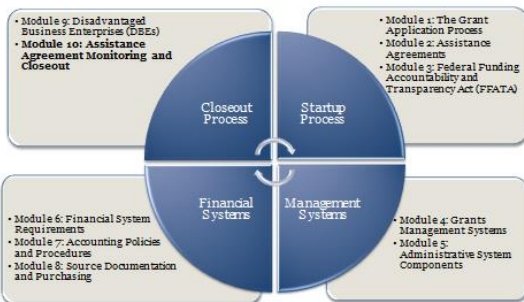 • Module 9: Disadvantaged
Business Enterprises (DBEs)
• Module 10: Assistance
Agreement Monitoring and
Closeout
• Module 1: The Grant
Application Process
• Module 2: Assistance
Agreements
• Module 3: Federal Funding
Accountability and
Transparency Act (FFATA)
Closeout
Process
Startup
Process
Financial
Systems
Management
Systems
• Module 6: Financial System
Requirements
• Module 7: Accounting Policies
and Procedures
• Module 8: Source Documentation
and Purchasing
• Module 4: Grants
Management Systems
• Module 5:
Administrative System
Components